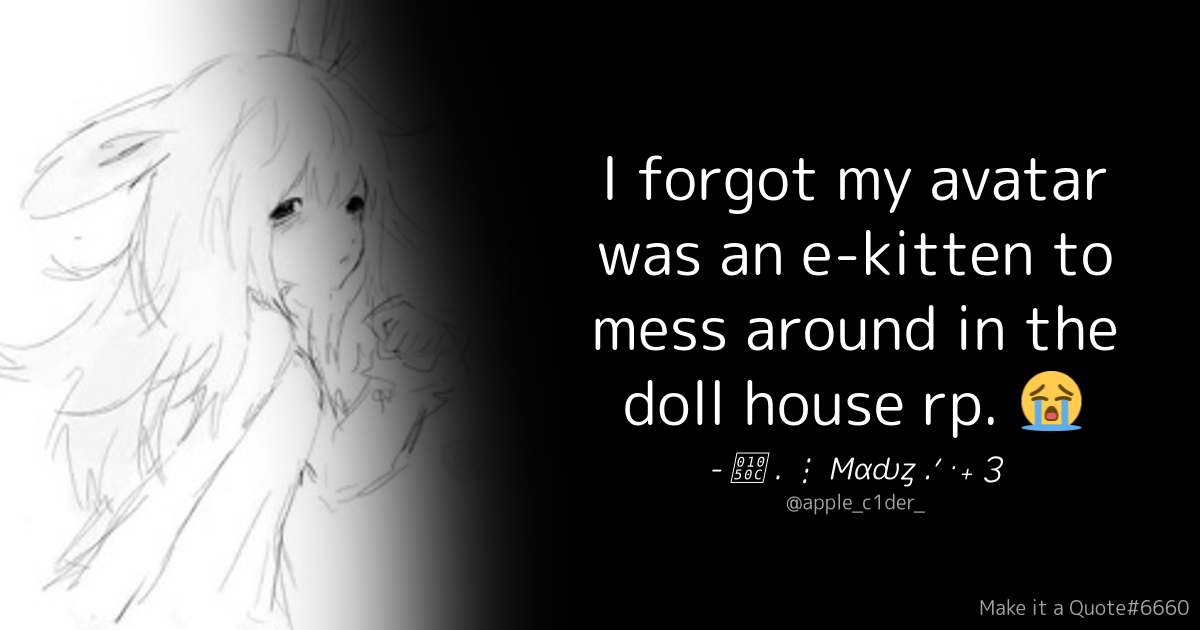 I forgot my avatar
was an e-kitten to
mess around in the
doll house rp. 😭
- 𐔌 . ⋮ Mαԃʓ .ᐟ ֹ ₊ 3
@apple_c1der_
Make it a Quote#6660